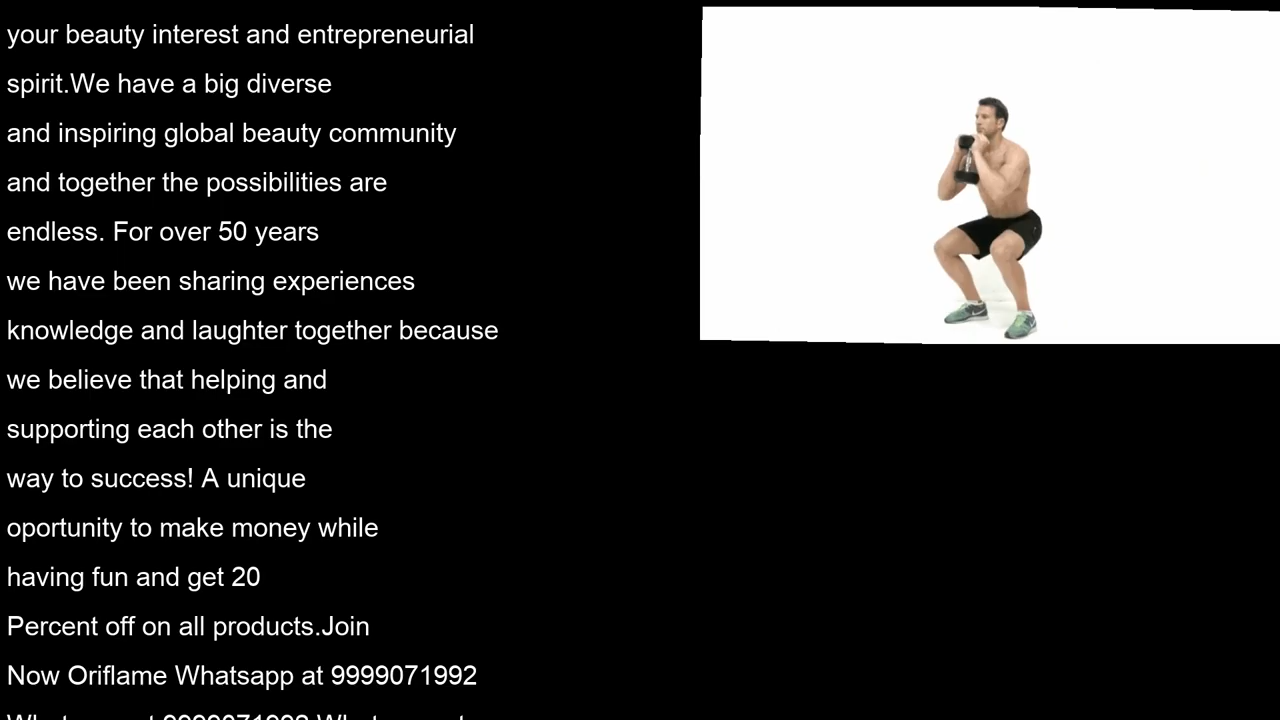 your beauty interest and entrepreneurial
spirit.We have a big diverse
and inspiring global beauty community
and together the possibilities are
endless. For over 50 years
we have been sharing experiences
knowledge and laughter together because
we believe that helping and
supporting each other is the
way to success! A unique
oportunity to make money while
having fun and get 20
Percent off on all products.Join
Now Oriflame Whatsapp at 9999071992